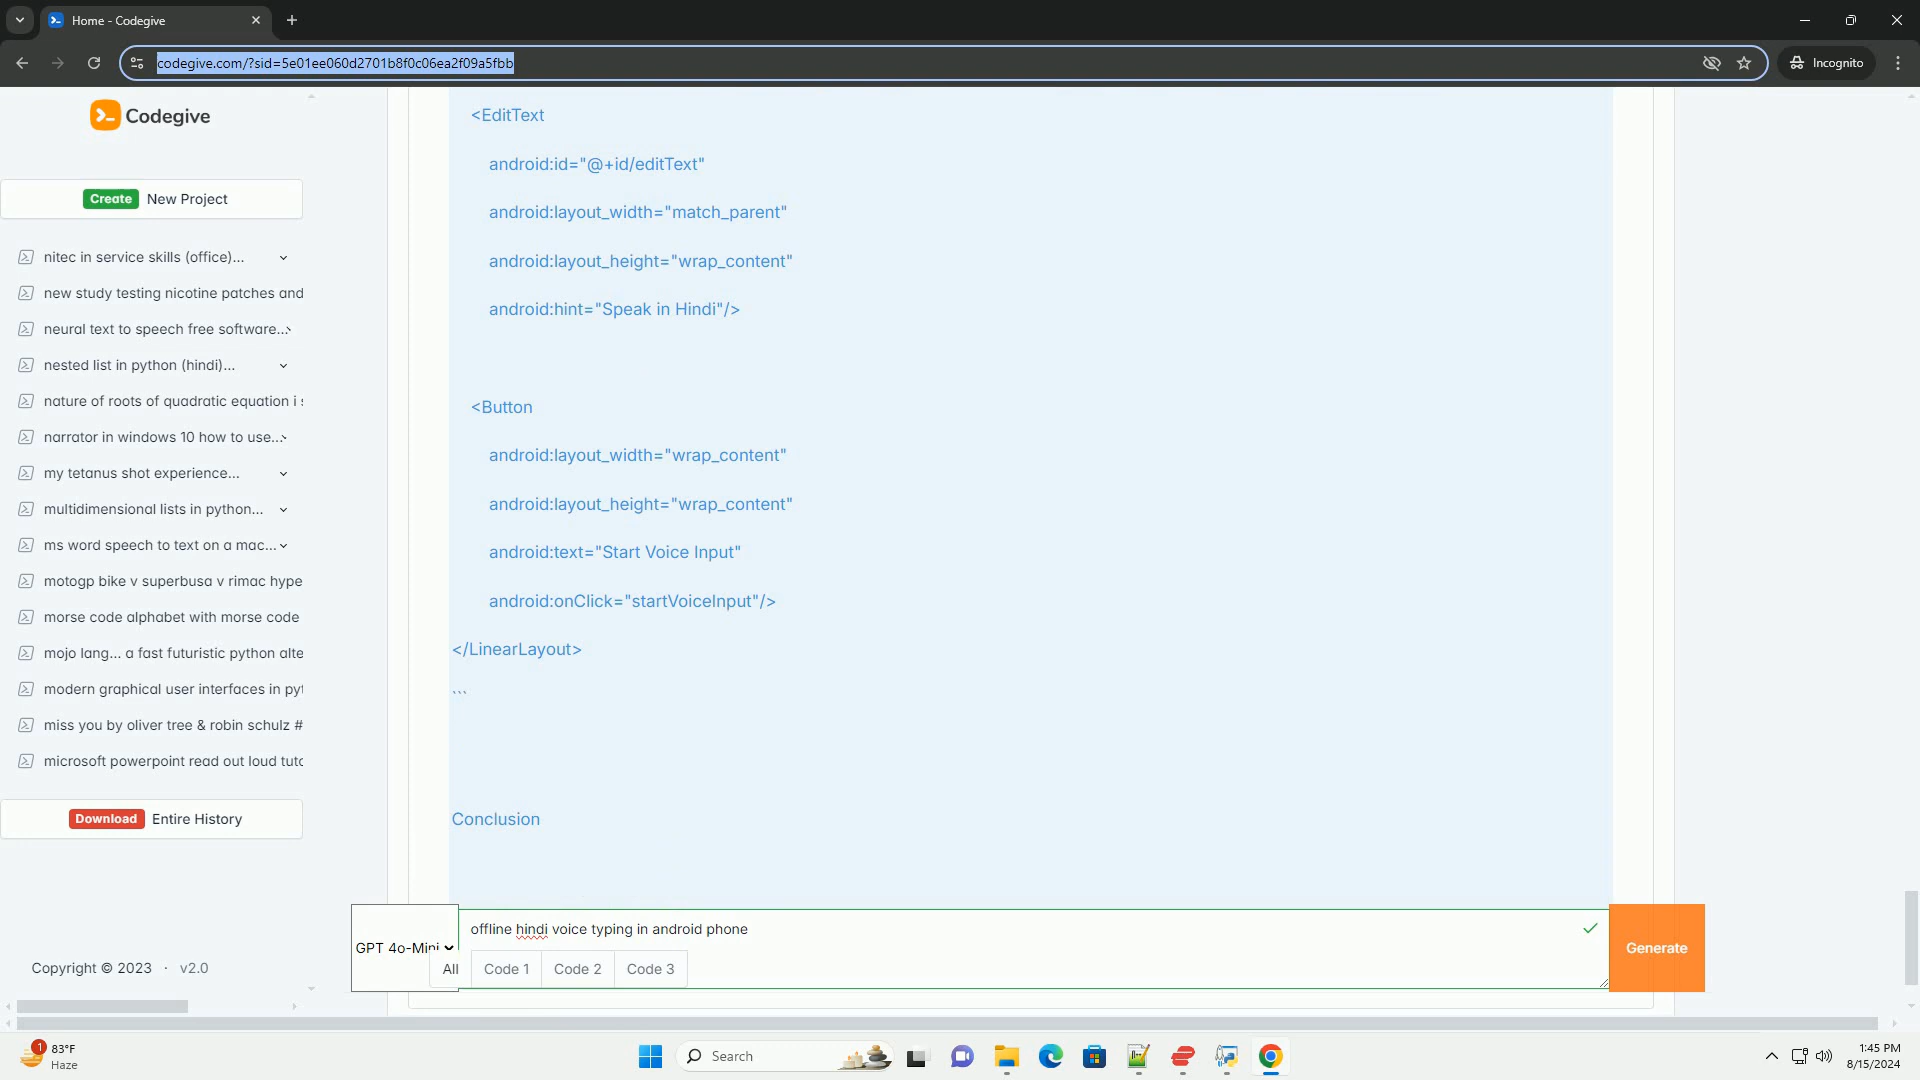 Home - Codegive
codegive.com/?sid=5e01ee060d2701b8f0c06ea2f09a5fbb
Incognito
Codegive
Create New Project
nitec in service skills (office)...
new study testing nicotine patches and
neural text to speech free software...
nested list in python (hindi)...
nature of roots of quadratic equation i s
narrator in windows 10 how to use...
my tetanus shot experience...
multidimensional lists in python...
ms word speech to text on a mac...
motogp bike v superbusa v rimac hype
morse code alphabet with morse code
mojo lang... a fast futuristic python alte
modern graphical user interfaces in pyt
miss you by oliver tree & robin schulz #
microsoft powerpoint read out loud tuto
Download Entire History
Copyright © 2023 · v2.0
<EditText
android:id="@+id/editText"
android:layout_width="match_parent"
android:layout_height="wrap_content"
android:hint="Speak in Hindi"/>
<Button
android:layout_width="wrap_content"
android:layout_height="wrap_content"
android:text="Start Voice Input"
android:onClick="startVoiceInput"/>
</LinearLayout>
```
Conclusion
GPT 4o-Mini
offline hindi voice typing in android phone
All Code 1 Code 2 Code 3
Generate
1
83°F
Haze
Search
1:45 PM
8/15/2024